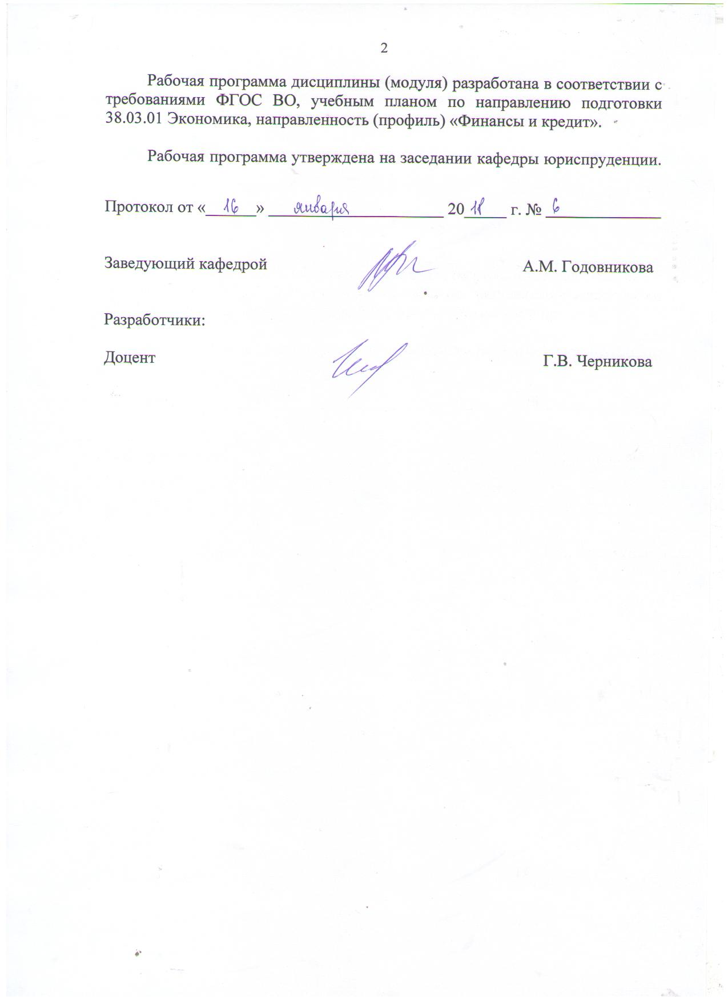 2
Рабочая программа дисциплины (модуля) разработана в соответствии с
требованиями ФГОС ВО, учебным планом по направлению подготовки
38.03.01 Экономика, направленность (профиль) «Финансы и кредит».
Рабочая программа утверждена на заседании кафедры юриспруденции.
Протокол от «16» января 2018 г. № 6
Заведующий кафедрой А.М. Годовникова
Разработчики:
Доцент Г.В. Черникова